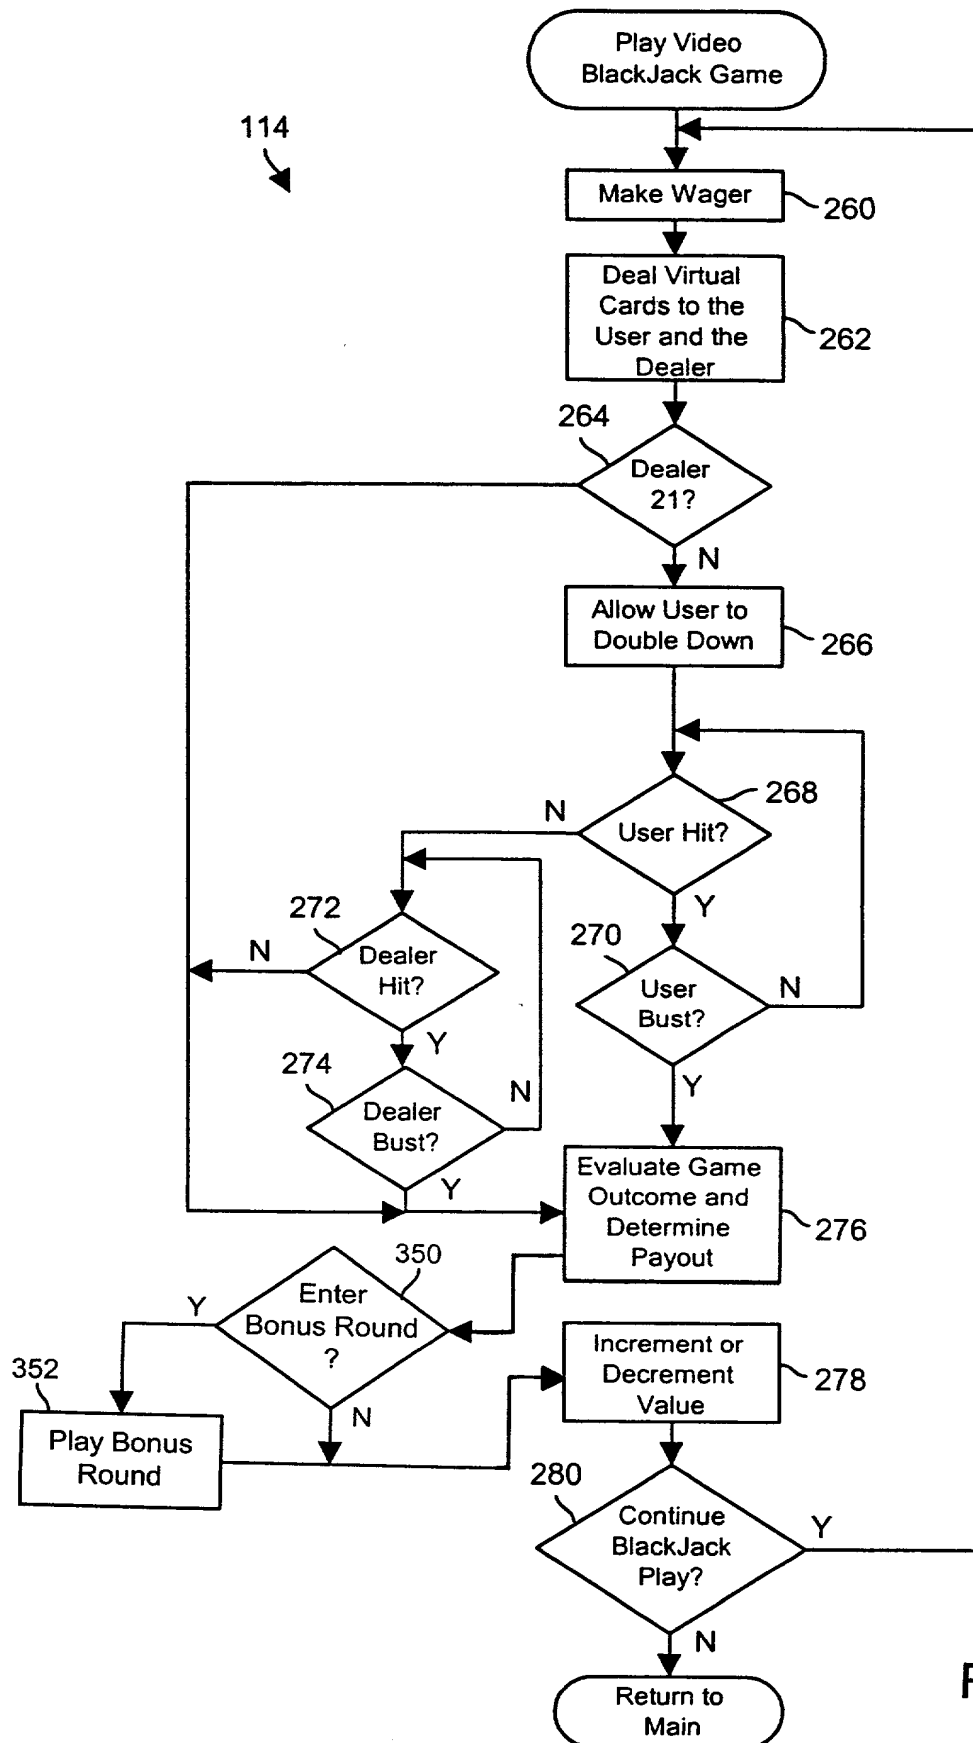 Play Video
BlackJack Game
114
Make Wager
260
Deal Virtual
Cards to the
User and the
Dealer
262
264
Dealer
21?
N
Allow User to
Double Down
266
268
N
User Hit?
Y
272
N
Dealer
Hit?
Y
270
User
Bust?
N
Y
274
Dealer
Bust?
N
Y
Evaluate Game
Outcome and
Determine
Payout
276
350
Enter
Bonus Round
?
Y
N
352
Play Bonus
Round
Increment or
Decrement
Value
278
280
Continue
BlackJack
Play?
Y
N
Return to
Main
F